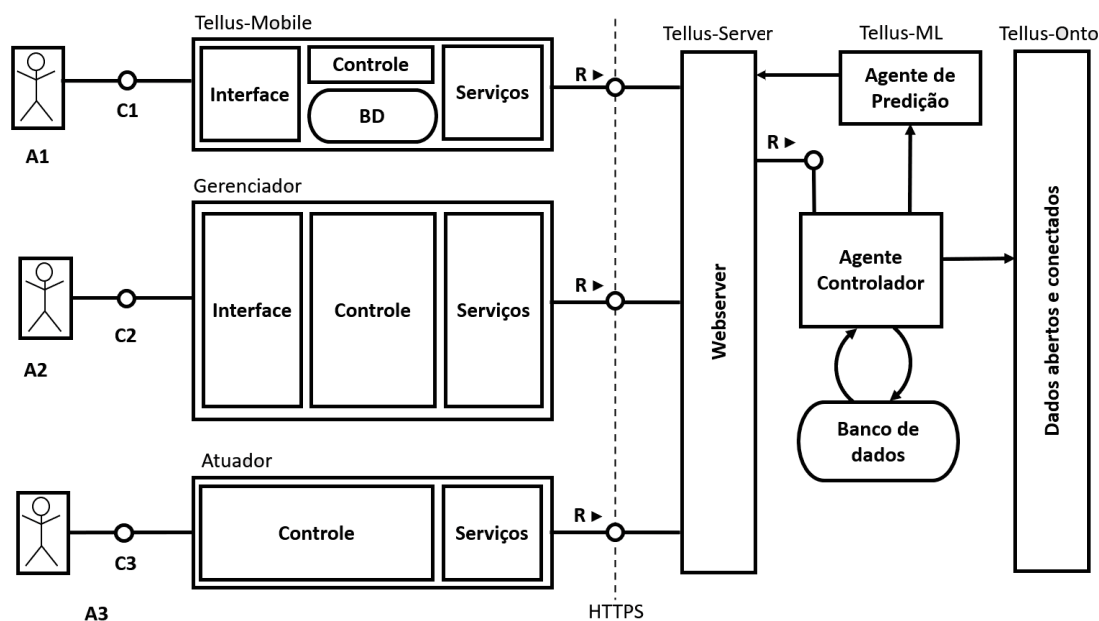 Tellus-Mobile
Interface
Controle
BD
Serviços
R ►
C1
A1
Gerenciador
Interface
Controle
Serviços
R ►
C2
A2
Atuador
Controle
Serviços
R ►
C3
A3
HTTPS
Tellus-Server
Webserver
R ►
Tellus-ML
Agente de
Predição
Agente
Controlador
Banco de
dados
Tellus-Onto
Dados abertos e conectados